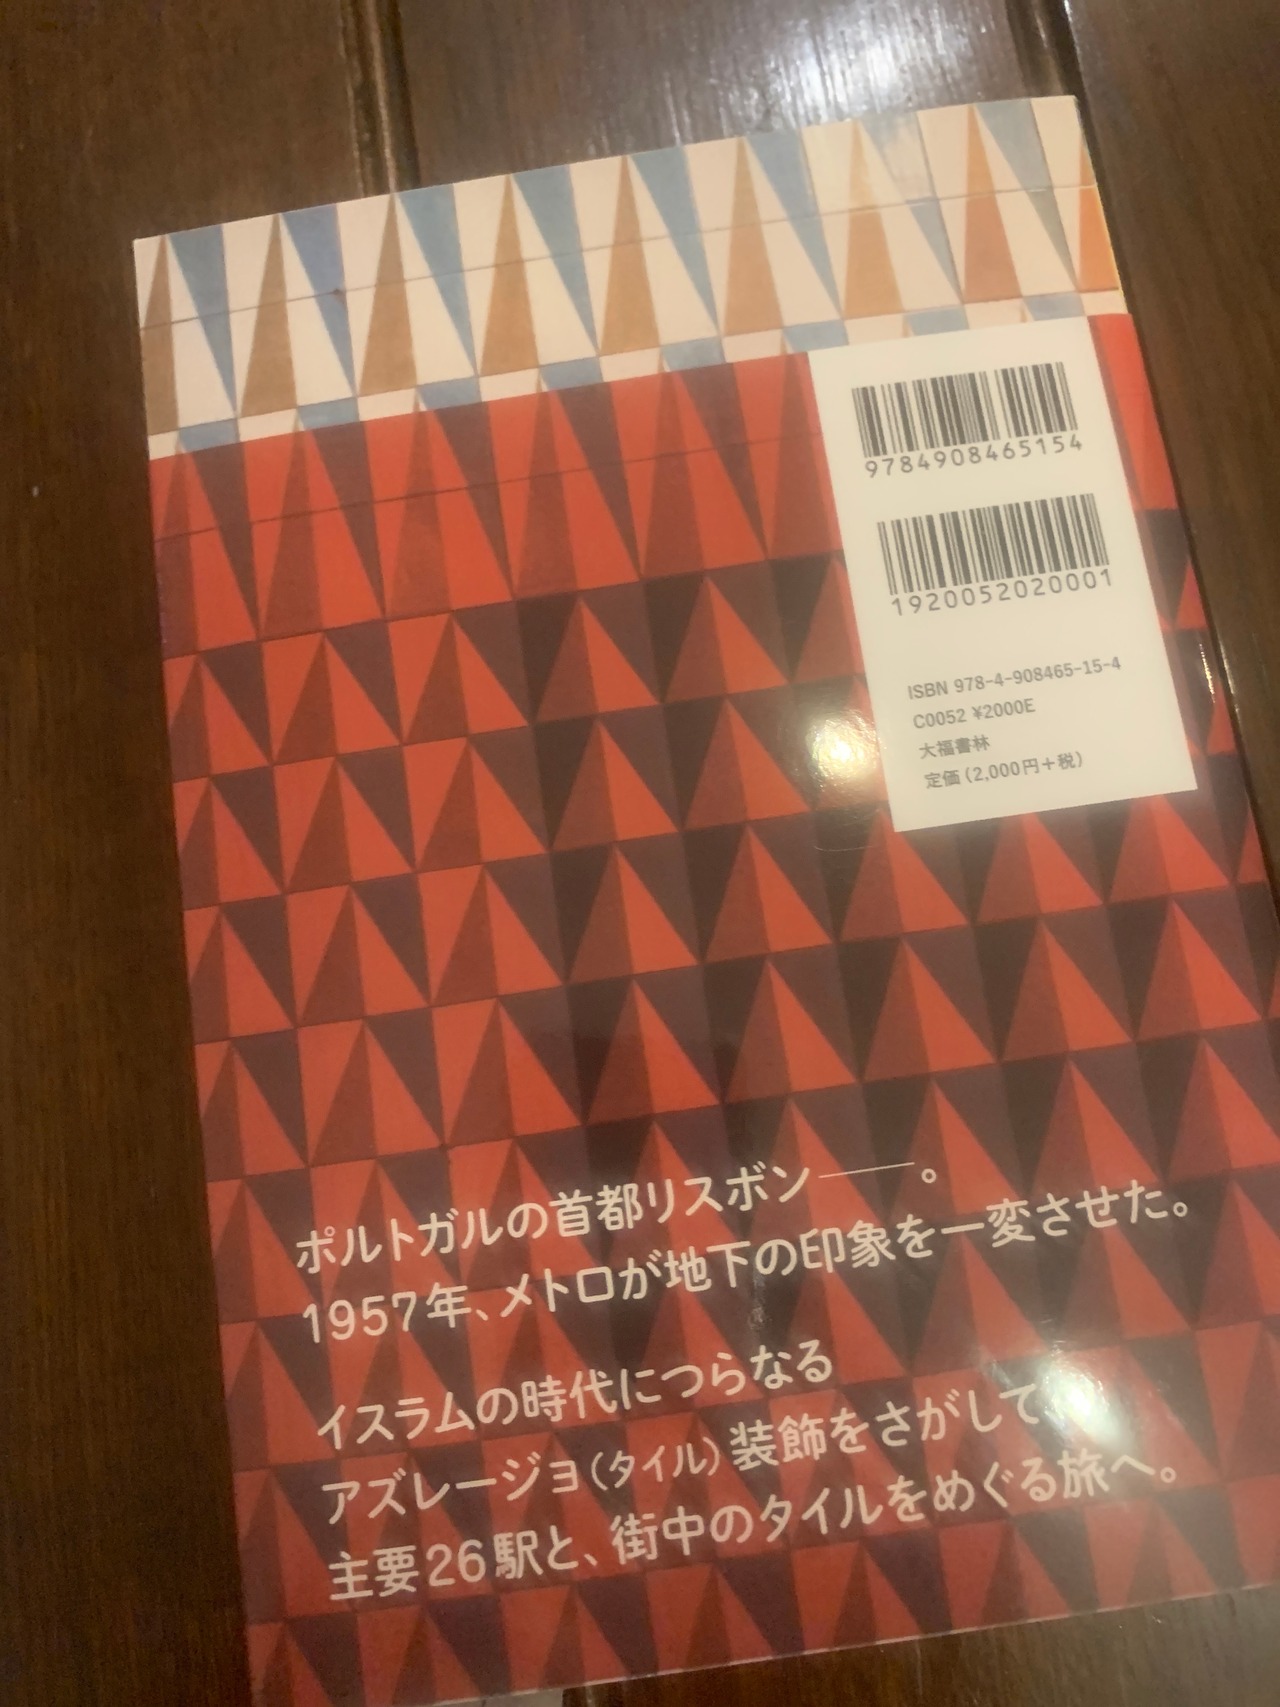 9784908465154
1920052020001
ISBN 978-4-908465-15-4
C0052 ¥2000E
大福書林
定価（2,000円＋税）
ポルトガルの首都リスボン――。
1957年、メトロが地下の印象を一変させた。
イスラムの時代につらなる
アズレージョ（タイル）装飾をさがして
主要26駅と、街中のタイルをめぐる旅へ。